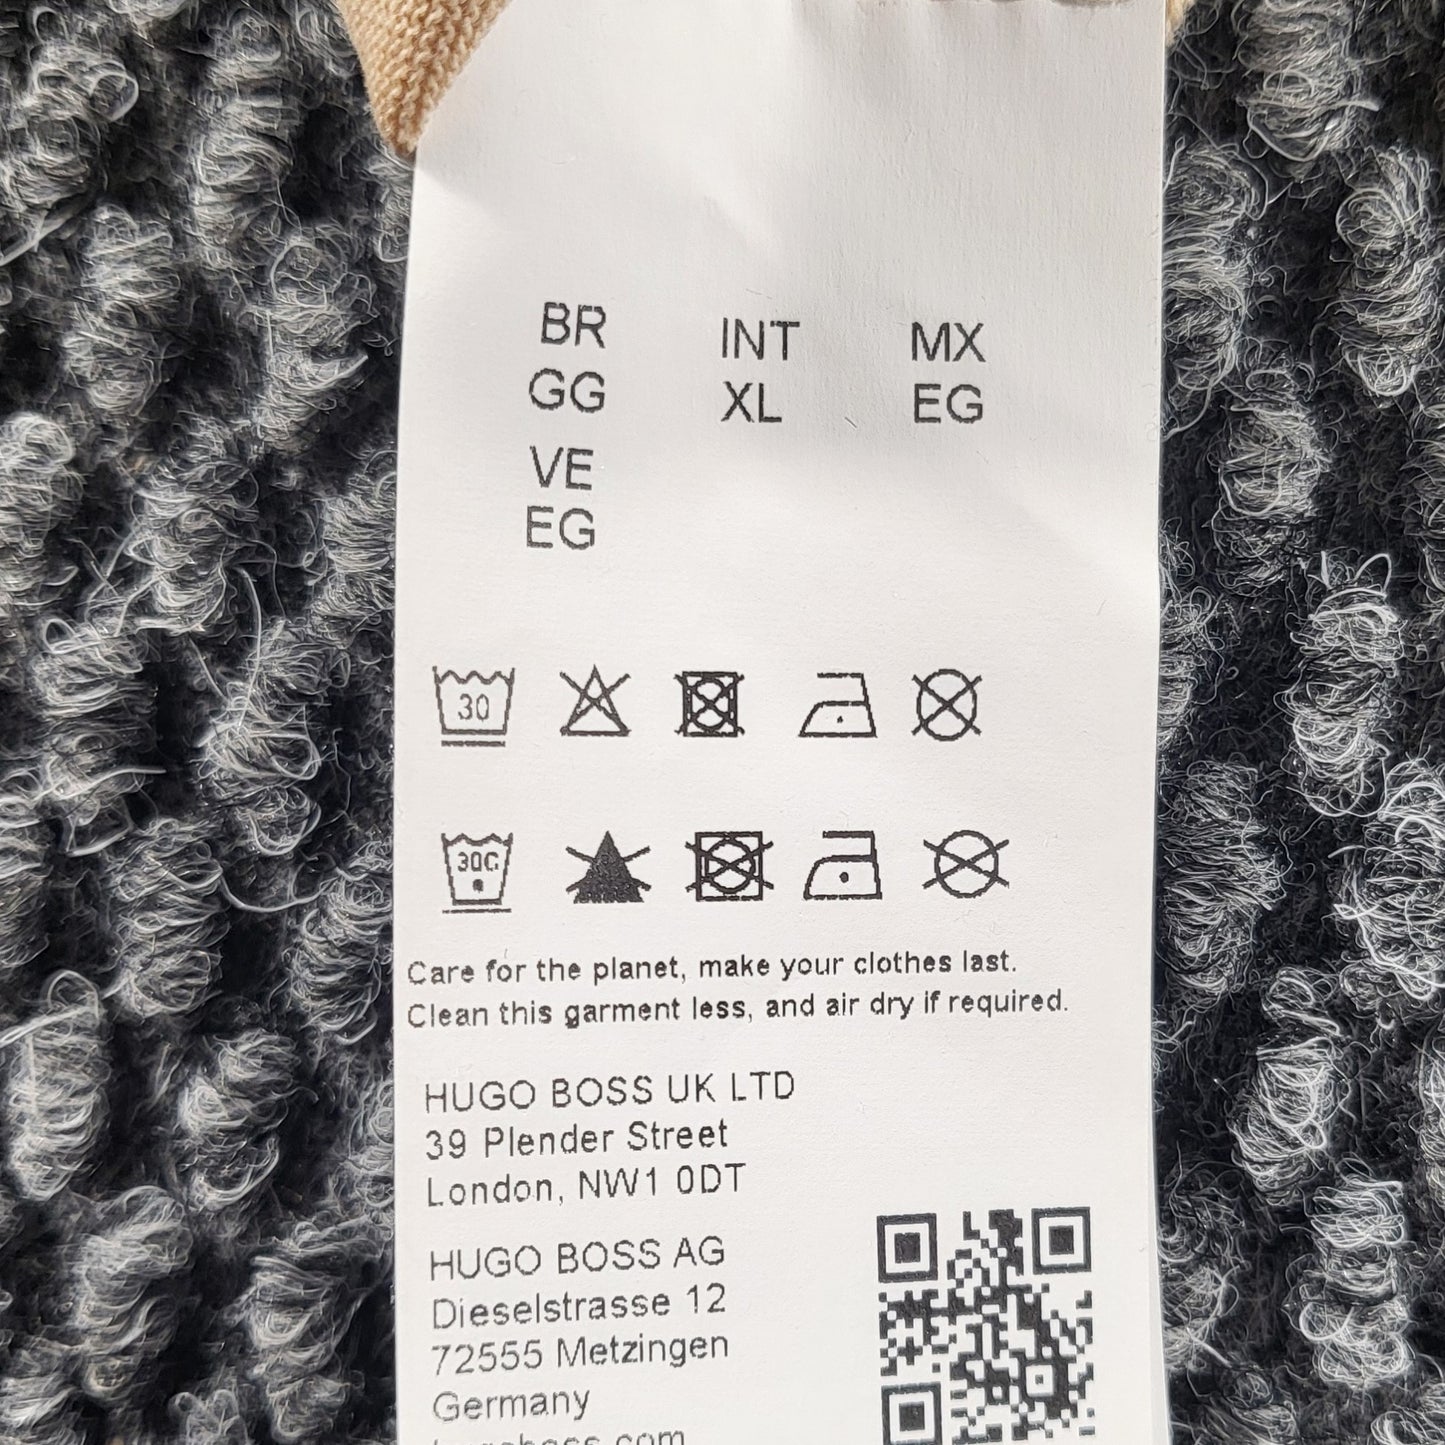 BR INT MX
GG XL EG
VE
EG
30
30C
Care for the planet, make your clothes last.
Clean this garment less, and air dry if required.
HUGO BOSS UK LTD
39 Plender Street
London, NW1 0DT
HUGO BOSS AG
Dieselstrasse 12
72555 Metzingen
Germany